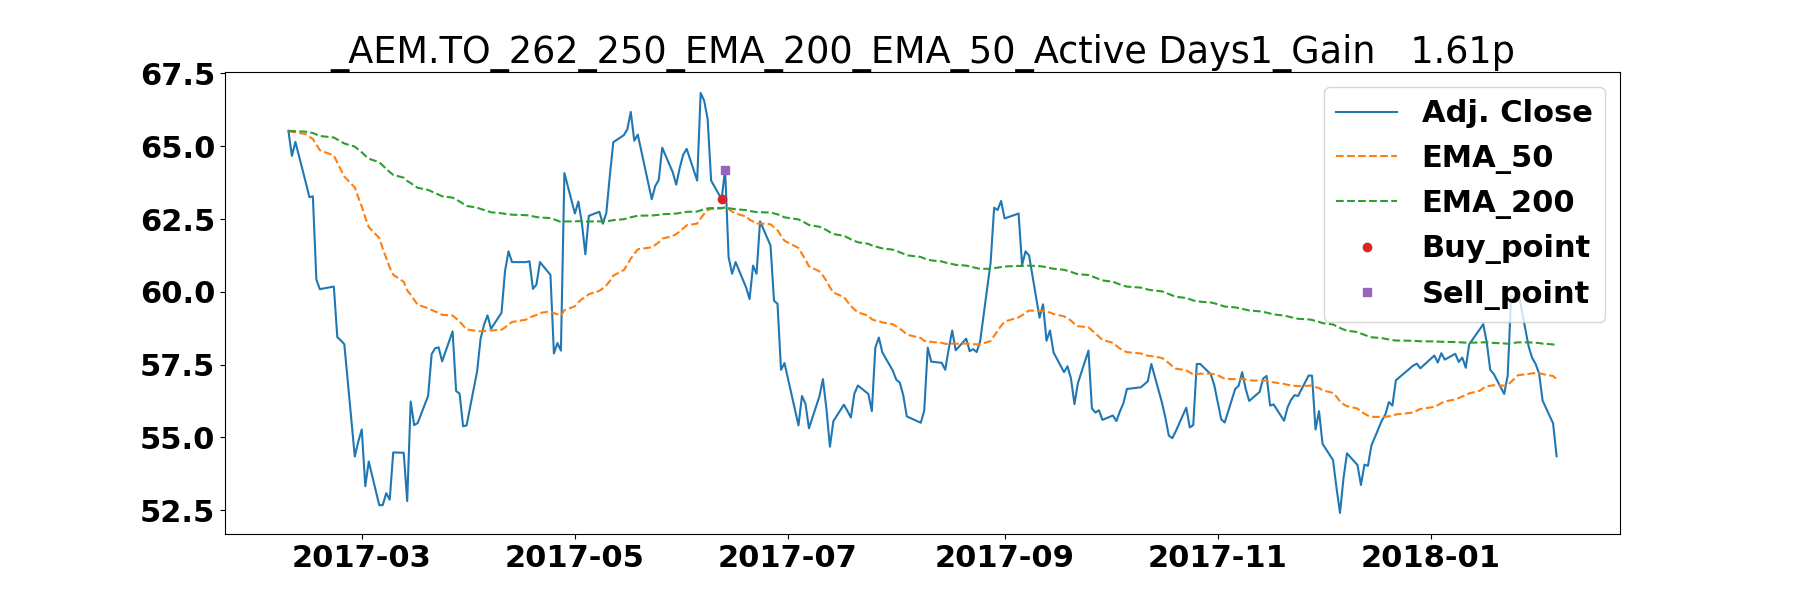 _AEM.TO_262_250_EMA_200_EMA_50_Active Days1_Gain   1.61p
67.5
65.0
62.5
60.0
57.5
55.0
52.5
Adj. Close
EMA_50
EMA_200
Buy_point
Sell_point
2017-03 2017-05 2017-07 2017-09 2017-11 2018-01